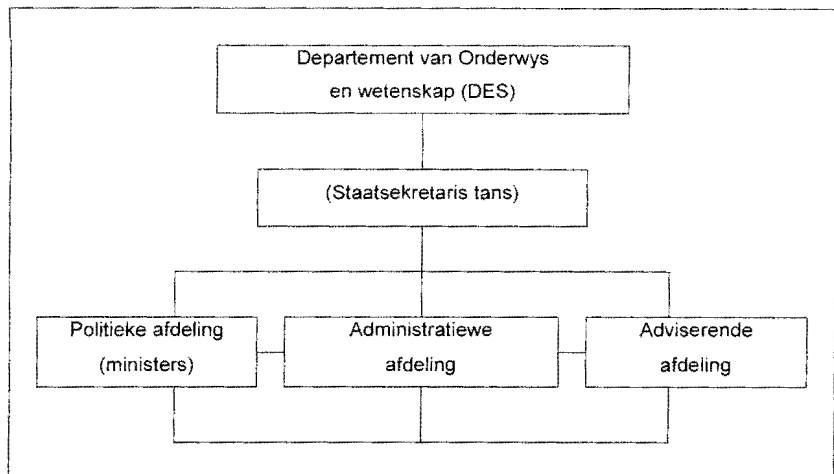 Departement van Onderwys
en wetenskap (DES)
(Staatsekretaris tans)
Politieke afdeling
(ministers)
Administratiewe
afdeling
Adviserende
afdeling